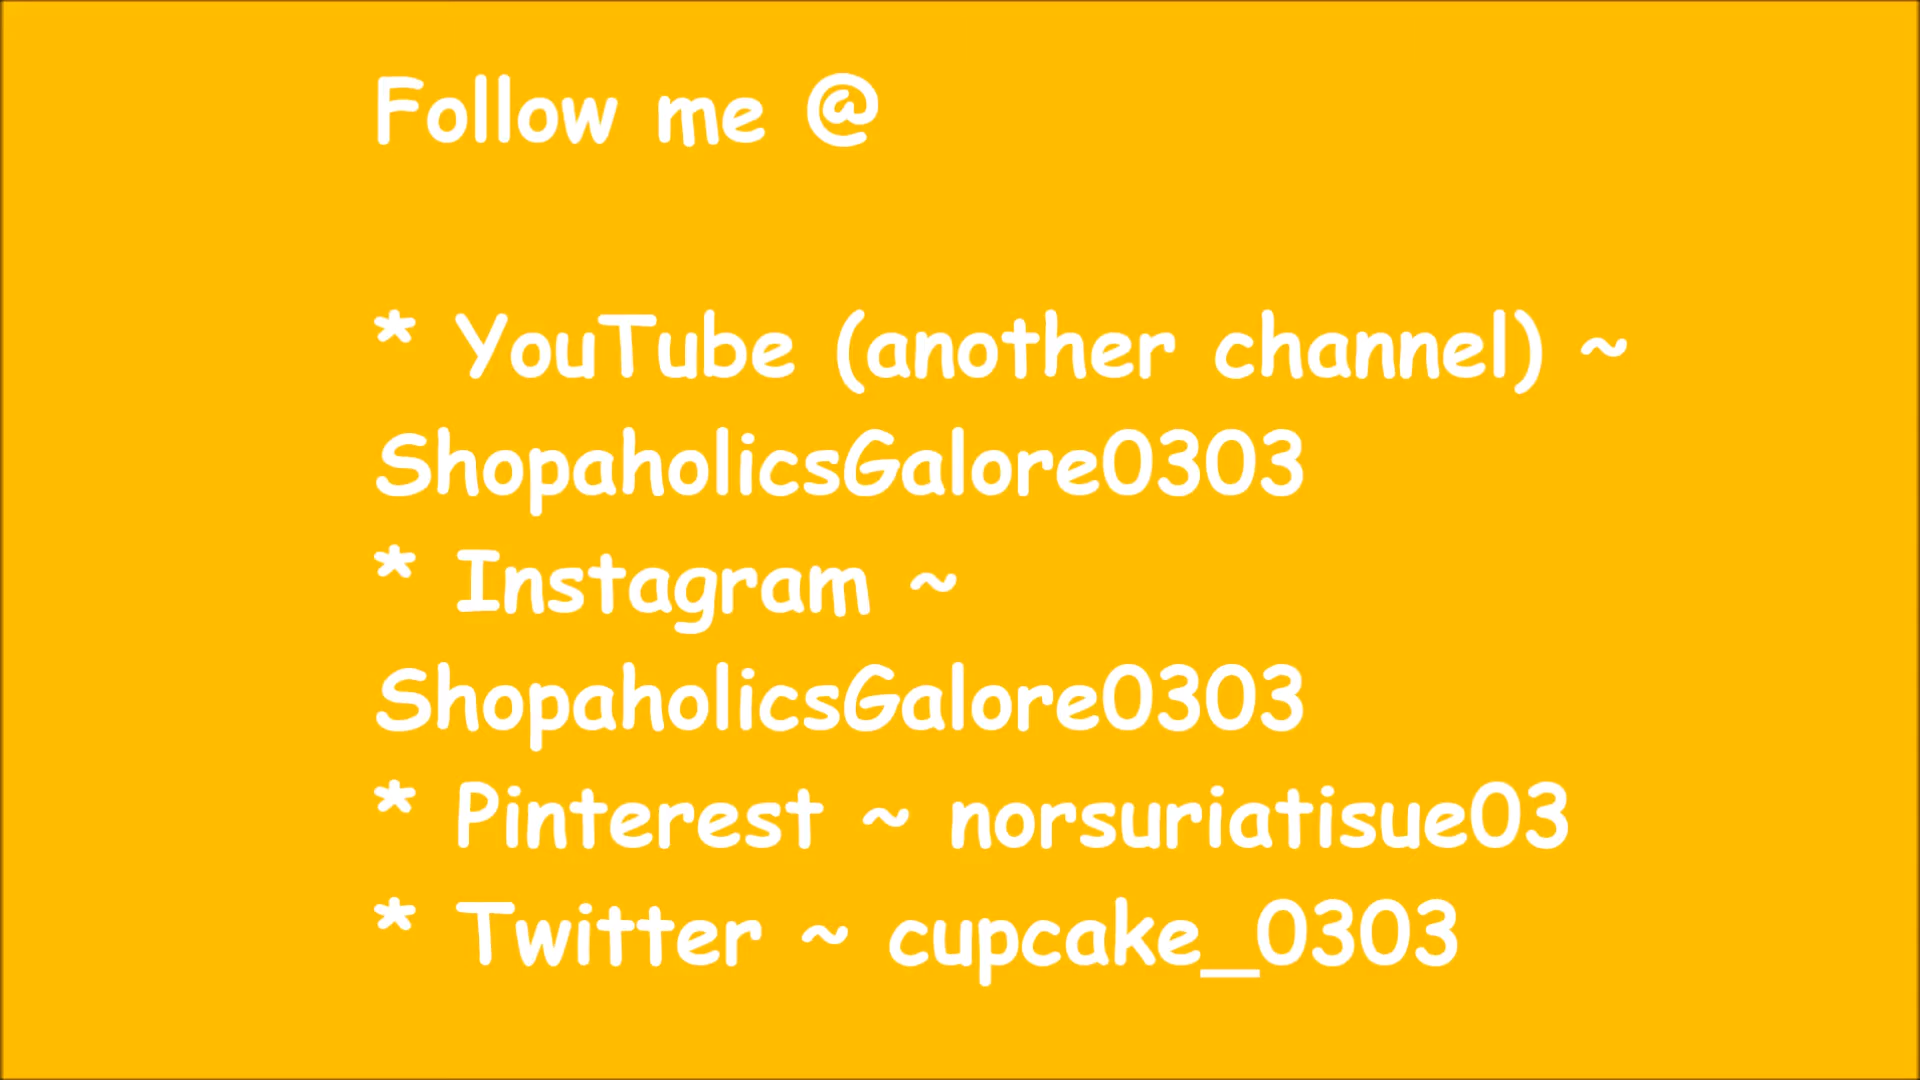 Follow me @
* YouTube (another channel) ~
ShopaholicsGalore0303
* Instagram ~
ShopaholicsGalore0303
* Pinterest ~ norsuriatisue03
* Twitter ~ cupcake_0303